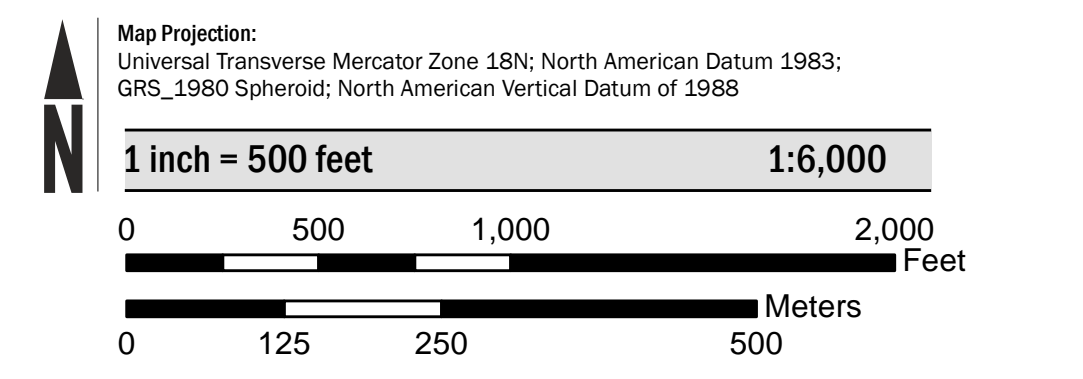 N
Map Projection:
Universal Transverse Mercator Zone 18N; North American Datum 1983;
GRS_1980 Spheroid; North American Vertical Datum of 1988
1 inch = 500 feet 1:6,000
0 500 1,000 2,000
Feet
Meters
0 125 250 500